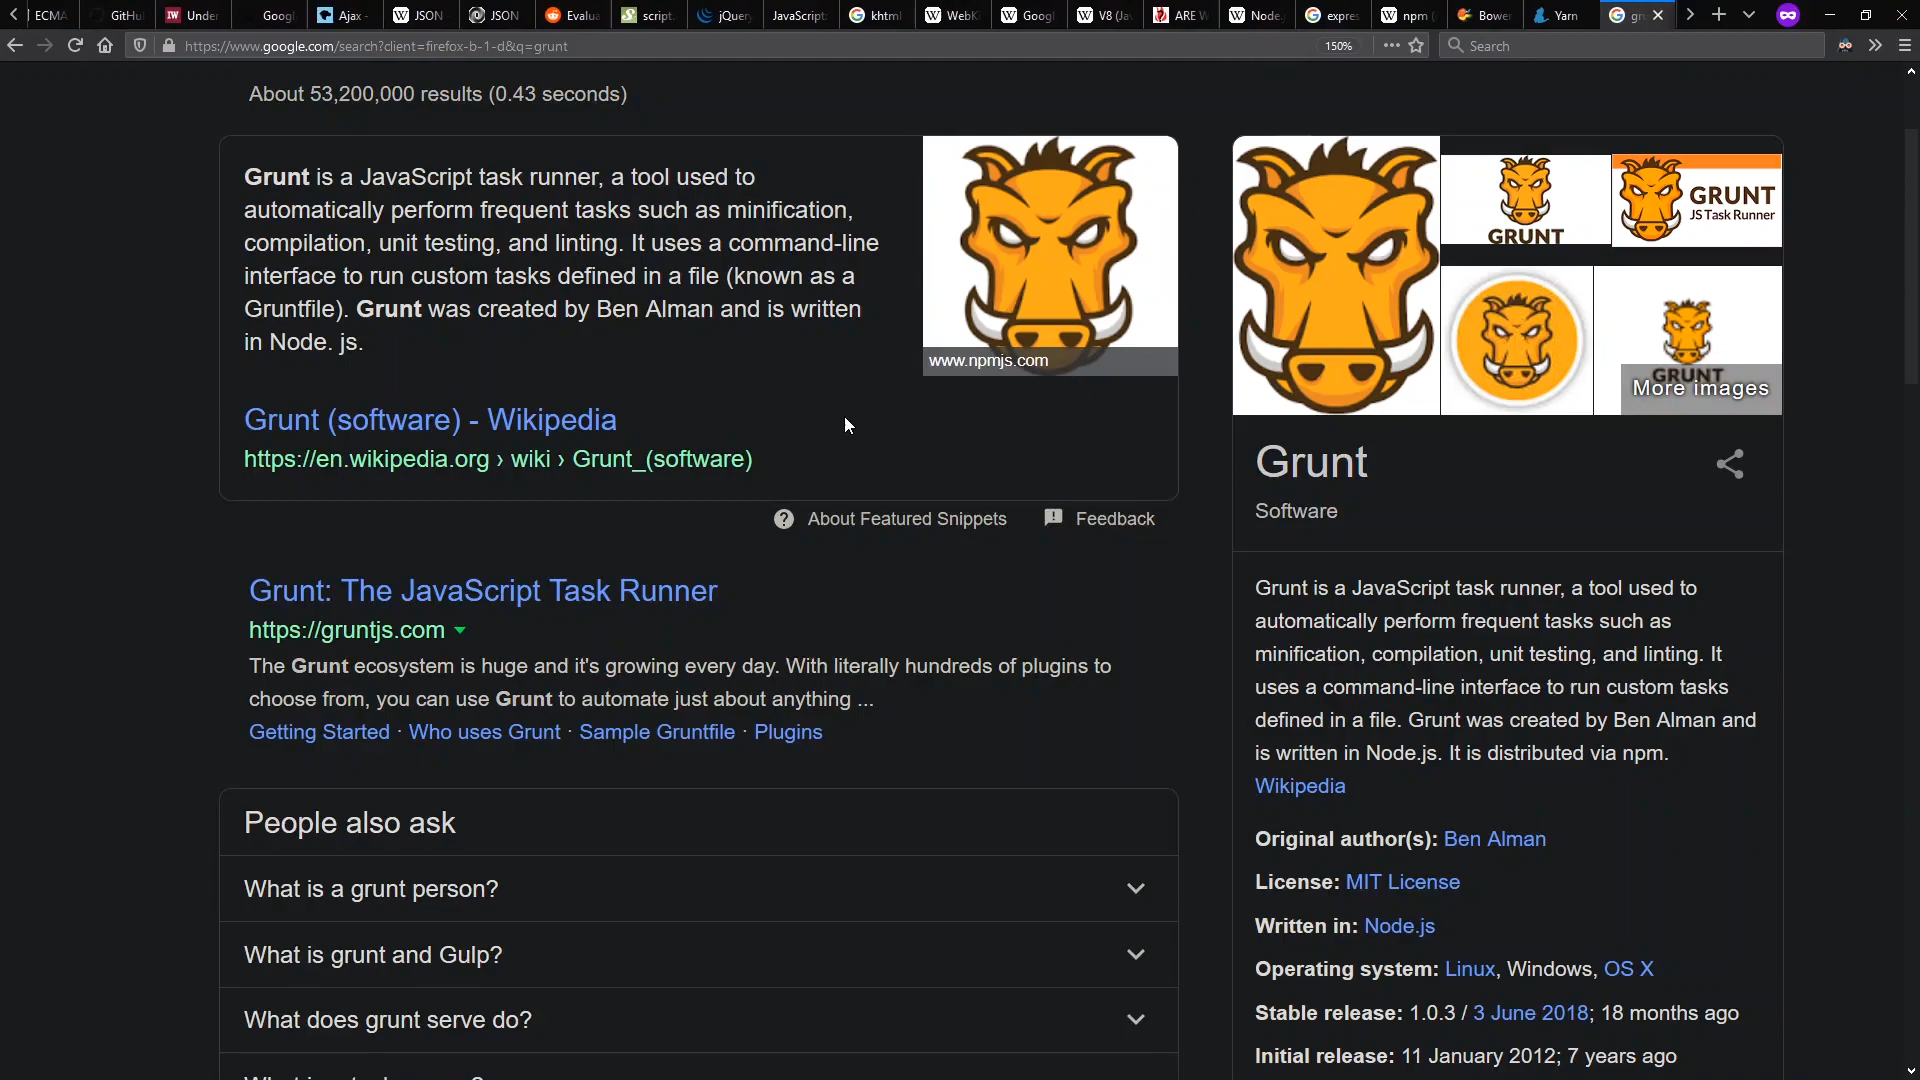 ECMA
GitHu
Unde
Googl
Ajax -
JSON
JSON
Evalua
script.
jQuer
JavaScript:
khtml
WebK
Googl
V8 (Ja
ARE W
Node.
expre
npm (
Bowe
Yarn
gru
https://www.google.com/search?client=firefox-b-1-d&q=grunt
150%
Search
About 53,200,000 results (0.43 seconds)
Grunt is a JavaScript task runner, a tool used to
automatically perform frequent tasks such as minification,
compilation, unit testing, and linting. It uses a command-line
interface to run custom tasks defined in a file (known as a
Gruntfile). Grunt was created by Ben Alman and is written
in Node. js.
www.npmjs.com
Grunt (software) - Wikipedia
https://en.wikipedia.org › wiki › Grunt_(software)
About Featured Snippets
Feedback
Grunt: The JavaScript Task Runner
https://gruntjs.com
The Grunt ecosystem is huge and it's growing every day. With literally hundreds of plugins to
choose from, you can use Grunt to automate just about anything ...
Getting Started · Who uses Grunt · Sample Gruntfile · Plugins
People also ask
What is a grunt person?
What is grunt and Gulp?
What does grunt serve do?
GRUNT
GRUNT
JS Task Runner
GRUNT
More images
Grunt
Software
Grunt is a JavaScript task runner, a tool used to
automatically perform frequent tasks such as
minification, compilation, unit testing, and linting. It
uses a command-line interface to run custom tasks
defined in a file. Grunt was created by Ben Alman and
is written in Node.js. It is distributed via npm.
Wikipedia
Original author(s): Ben Alman
License: MIT License
Written in: Node.js
Operating system: Linux, Windows, OS X
Stable release: 1.0.3 / 3 June 2018; 18 months ago
Initial release: 11 January 2012; 7 years ago